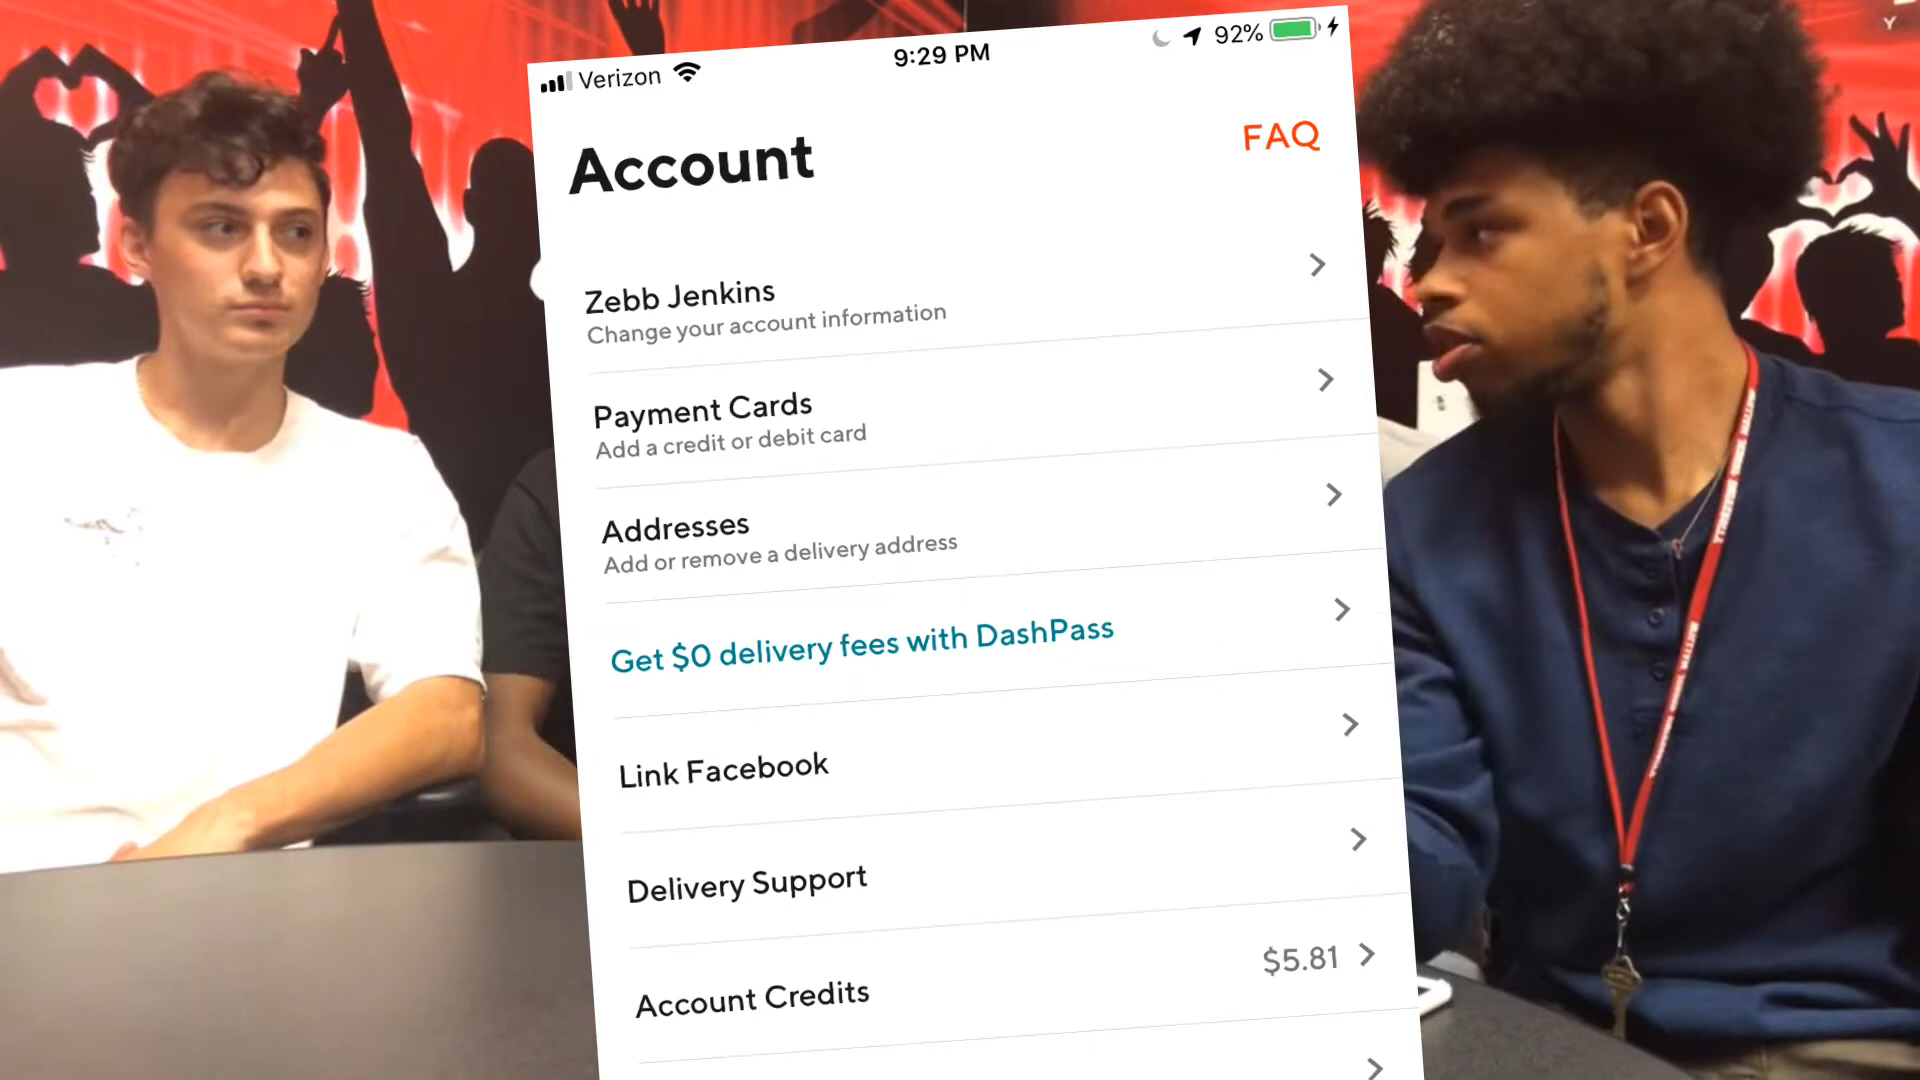 Verizon 9:29 PM 92%
Y
Account FAQ
Zebb Jenkins
Change your account information
Payment Cards
Add a credit or debit card
Addresses
Add or remove a delivery address
Get $0 delivery fees with DashPass
Link Facebook
Delivery Support
Account Credits $5.81